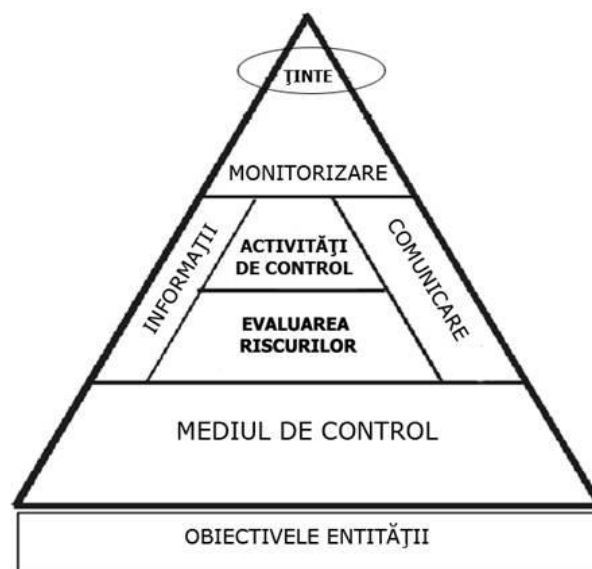 ŢINTE
MONITORIZARE
INFORMAŢII
ACTIVITĂŢI
DE CONTROL
COMUNICARE
EVALUAREA
RISCURILOR
MEDIUL DE CONTROL
OBIECTIVELE ENTITĂŢII